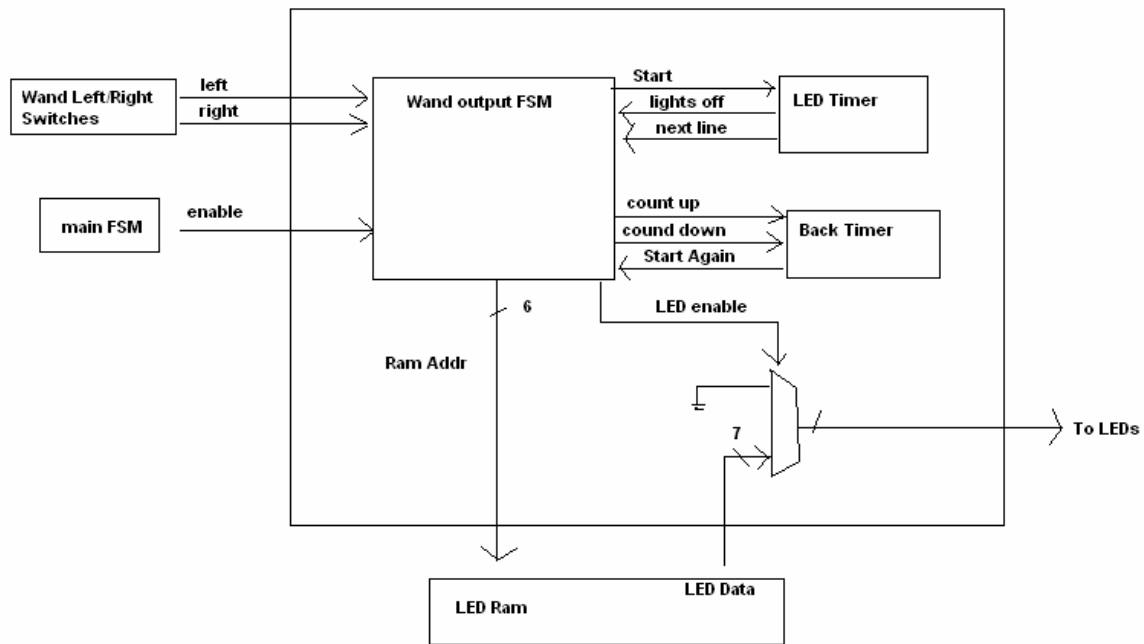 Wand Left/Right
Switches
left
right
main FSM
enable
Wand output FSM
Start
lights off
next line
LED Timer
count up
cound down
Start Again
Back Timer
LED enable
6
Ram Addr
7
To LEDs
LED Data
LED Ram